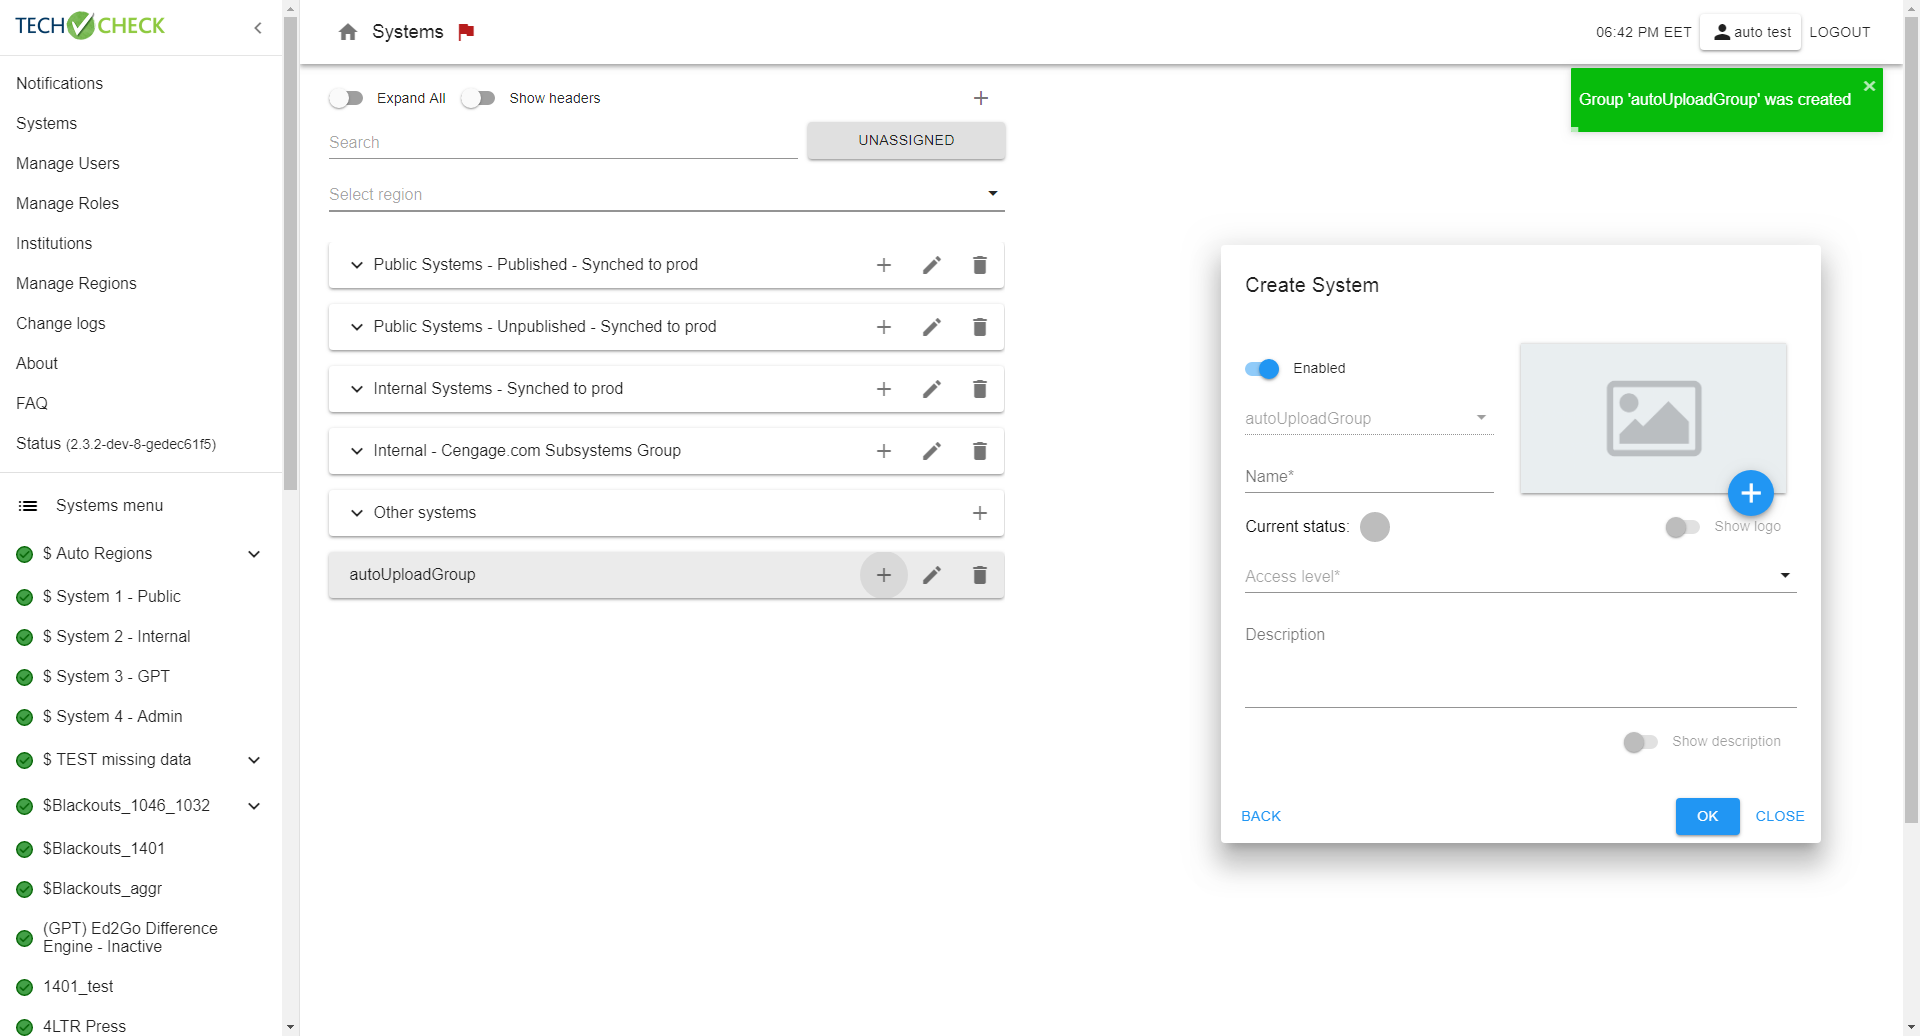 TECH CHECK
Systems
06:42 PM EET
auto test
LOGOUT
Notifications
Systems
Manage Users
Manage Roles
Institutions
Manage Regions
Change logs
About
FAQ
Status (2.3.2-dev-8-gedec61f5)
Systems menu
$ Auto Regions
$ System 1 - Public
$ System 2 - Internal
$ System 3 - GPT
$ System 4 - Admin
$ TEST missing data
$Blackouts_1046_1032
$Blackouts_1401
$Blackouts_aggr
(GPT) Ed2Go Difference
Engine - Inactive
1401_test
4LTR Press
Expand All
Show headers
Search
UNASSIGNED
Select region
Public Systems - Published - Synched to prod
Public Systems - Unpublished - Synched to prod
Internal Systems - Synched to prod
Internal - Cengage.com Subsystems Group
Other systems
autoUploadGroup
Group 'autoUploadGroup' was created
Create System
Enabled
autoUploadGroup
Name*
Current status:
Show logo
Access level*
Description
Show description
BACK
OK
CLOSE